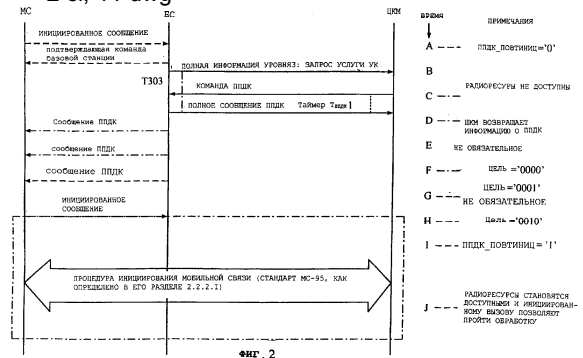 МС
БС
ЦКМ
ВРЕМЯ
ПРИМЕЧАНИЯ
ИНИЦИИРОВАННОЕ СООБЩЕНИЕ
А
ППДК_ПОВТИНИЦ='0'
подтверждающая команда
базовой станции
ПОЛНАЯ ИНФОРМАЦИЯ УРОВНЯ3: ЗАПРОС УСЛУГИ УК
B
T303
КОМАНДА ППДК
C
РАДИОРЕСУРЫ НЕ ДОСТУПНЫ
ПОЛНОЕ СООБЩЕНИЕ ППДК Таймер
D
ЦКМ ВОЗВРАЩАЕТ
ИНФОРМАЦИЮ О ППДК
Сообщение ППДК
E
НЕ ОБЯЗАТЕЛЬНОЕ
сообщение ППДК
F
ЦЕЛЬ ='0000'
сообщение ППДК
G
ЦЕЛЬ ='0001'
НЕ ОБЯЗАТЕЛЬНОЕ
ИНИЦИИРОВАННОЕ
СООБЩЕНИЕ
H
Цель ='0010'
I
ППДК_ПОВТИНИЦ= '1'
ПРОЦЕДУРА ИНИЦИИРОВАНИЯ МОБИЛЬНОЙ СВЯЗИ (СТАНДАРТ МС-95, КАК
ОПРЕДЕЛЕНО В ЕГО РАЗДЕЛЕ 2.2.2.I)
J
РАДИОРЕСУРСЫ СТАНОВЯТСЯ
ДОСТУПНЫМИ И ИНИЦИИРОВАН-
НОМУ ВЫЗОВУ ПОЗВОЛЯЮТ
ПРОЙТИ ОБРАБОТКУ
ФИГ. 2